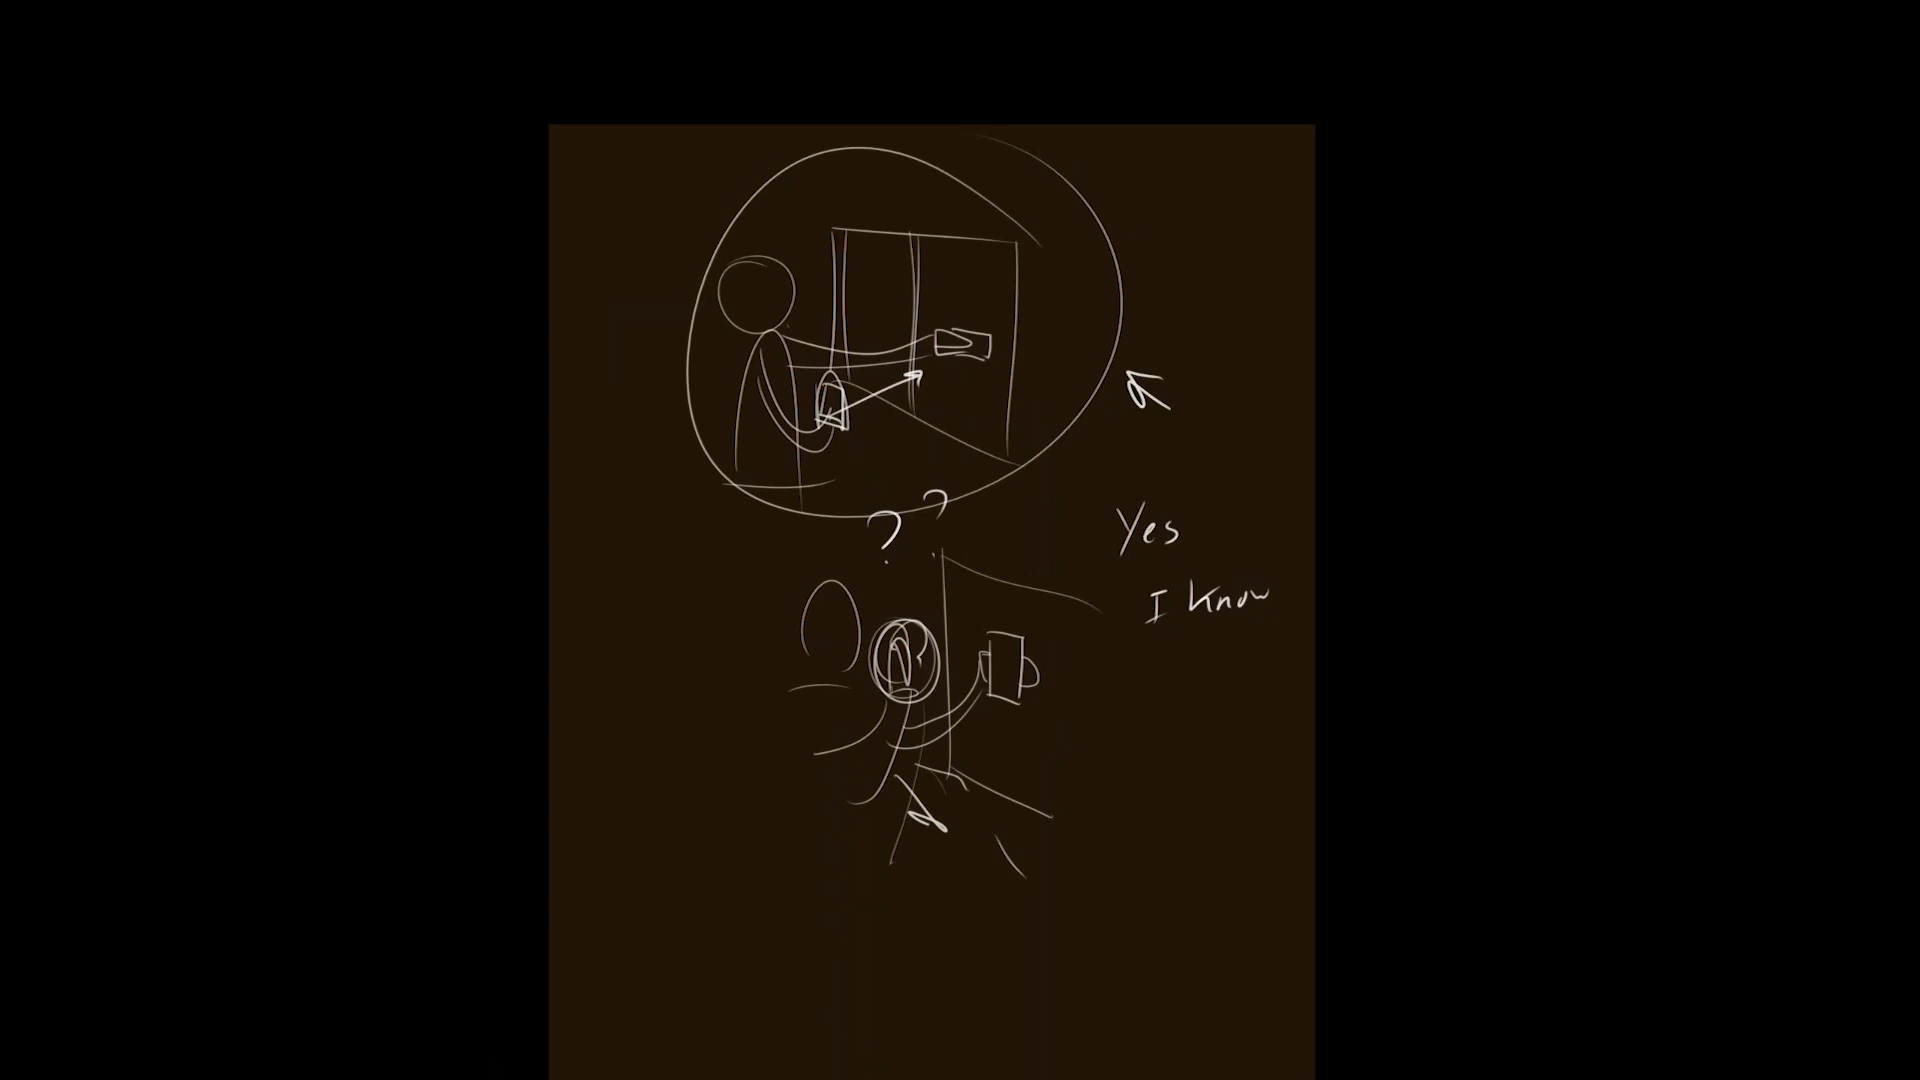 ? ?
Yes
I know